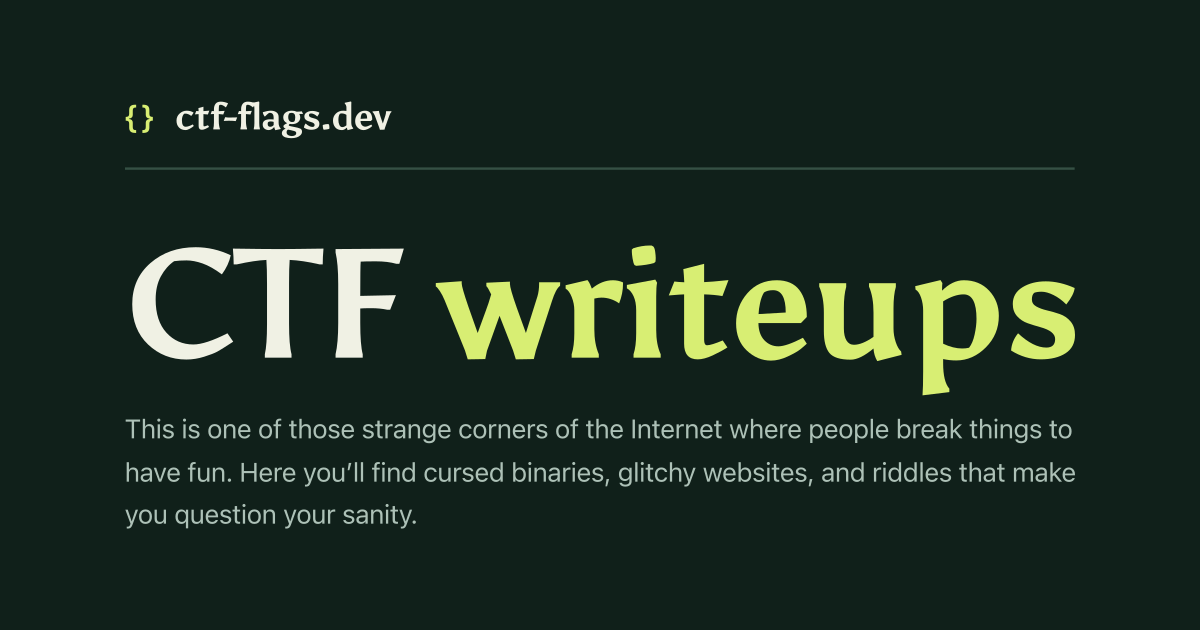 {} ctf-flags.dev
CTF writeups
This is one of those strange corners of the Internet where people break things to
have fun. Here you’ll find cursed binaries, glitchy websites, and riddles that make
you question your sanity.